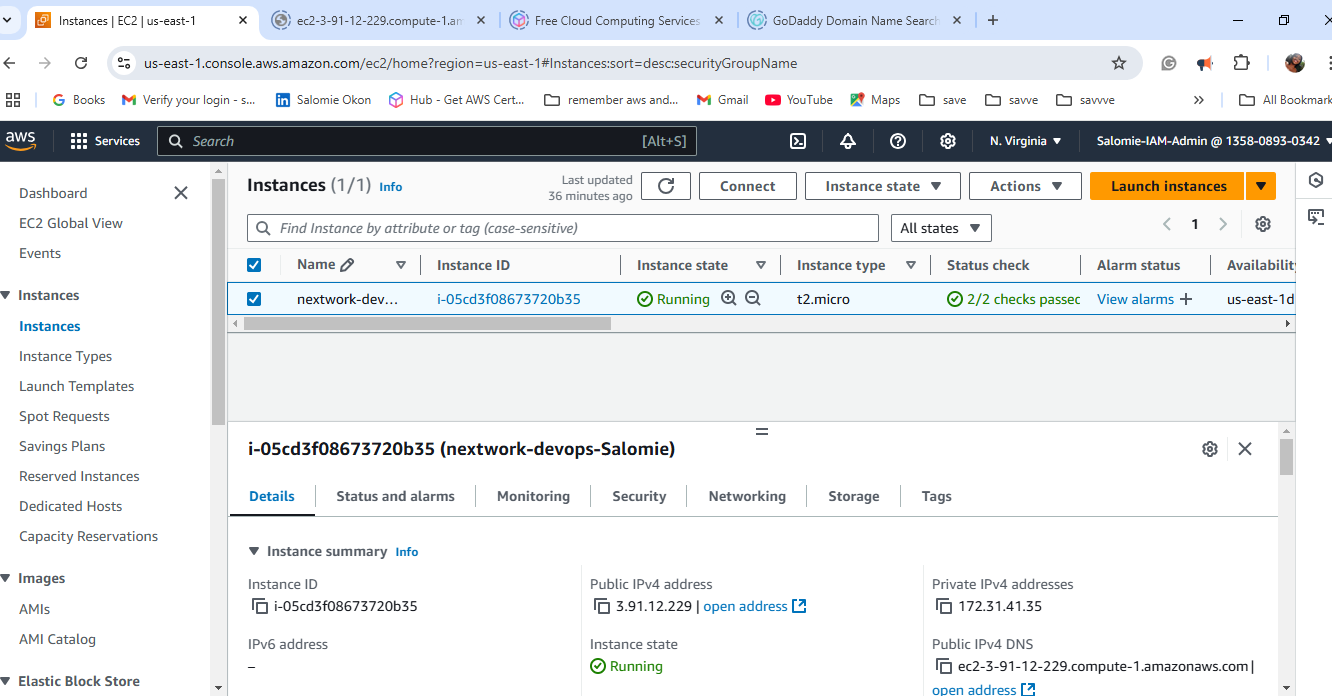 Instances | EC2 | us-east-1
ec2-3-91-12-229.compute-1.am
Free Cloud Computing Services
GoDaddy Domain Name Search
us-east-1.console.aws.amazon.com/ec2/home?region=us-east-1#Instances:sort=desc:securityGroupName
Books
Verify your login - s...
Salomie Okon
Hub - Get AWS Cert...
remember aws and...
Gmail
YouTube
Maps
save
savve
savvve
All Bookmark
aws
Services
Search
[Alt+S]
N. Virginia
Salomie-IAM-Admin @ 1358-0893-0342
Dashboard
EC2 Global View
Events
Instances
Instances
Instance Types
Launch Templates
Spot Requests
Savings Plans
Reserved Instances
Dedicated Hosts
Capacity Reservations
Images
AMIs
AMI Catalog
Elastic Block Store
Instances (1/1) Info
Last updated
36 minutes ago
Connect
Instance state
Actions
Launch instances
Find Instance by attribute or tag (case-sensitive)
All states
1
Name
Instance ID
Instance state
Instance type
Status check
Alarm status
Availability
nextwork-dev...
i-05cd3f08673720b35
Running
t2.micro
2/2 checks passec
View alarms
us-east-1d
i-05cd3f08673720b35 (nextwork-devops-Salomie)
Details
Status and alarms
Monitoring
Security
Networking
Storage
Tags
Instance summary Info
Instance ID
i-05cd3f08673720b35
Public IPv4 address
3.91.12.229 | open address
Private IPv4 addresses
172.31.41.35
IPv6 address
–
Instance state
Running
Public IPv4 DNS
ec2-3-91-12-229.compute-1.amazonaws.com |
open address